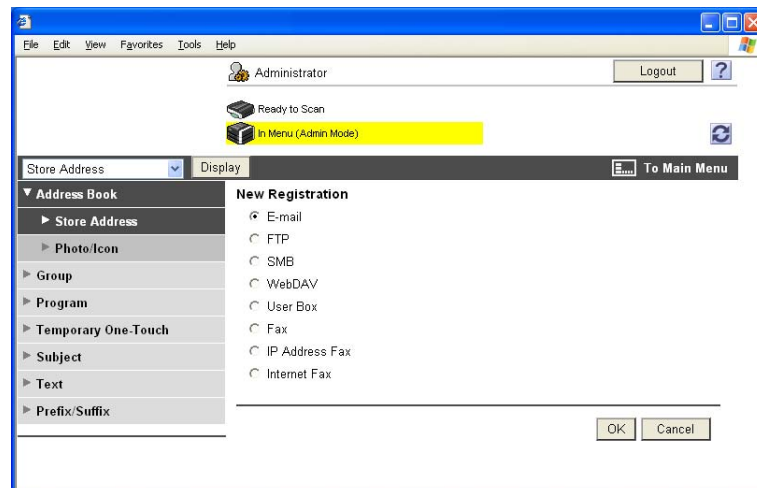 File Edit View Favorites Tools Help
Administrator Logout ?
Ready to Scan
In Menu (Admin Mode)
Store Address Display To Main Menu
Address Book
Store Address
Photo/Icon
Group
Program
Temporary One-Touch
Subject
Text
Prefix/Suffix
New Registration
E-mail
FTP
SMB
WebDAV
User Box
Fax
IP Address Fax
Internet Fax
OK Cancel